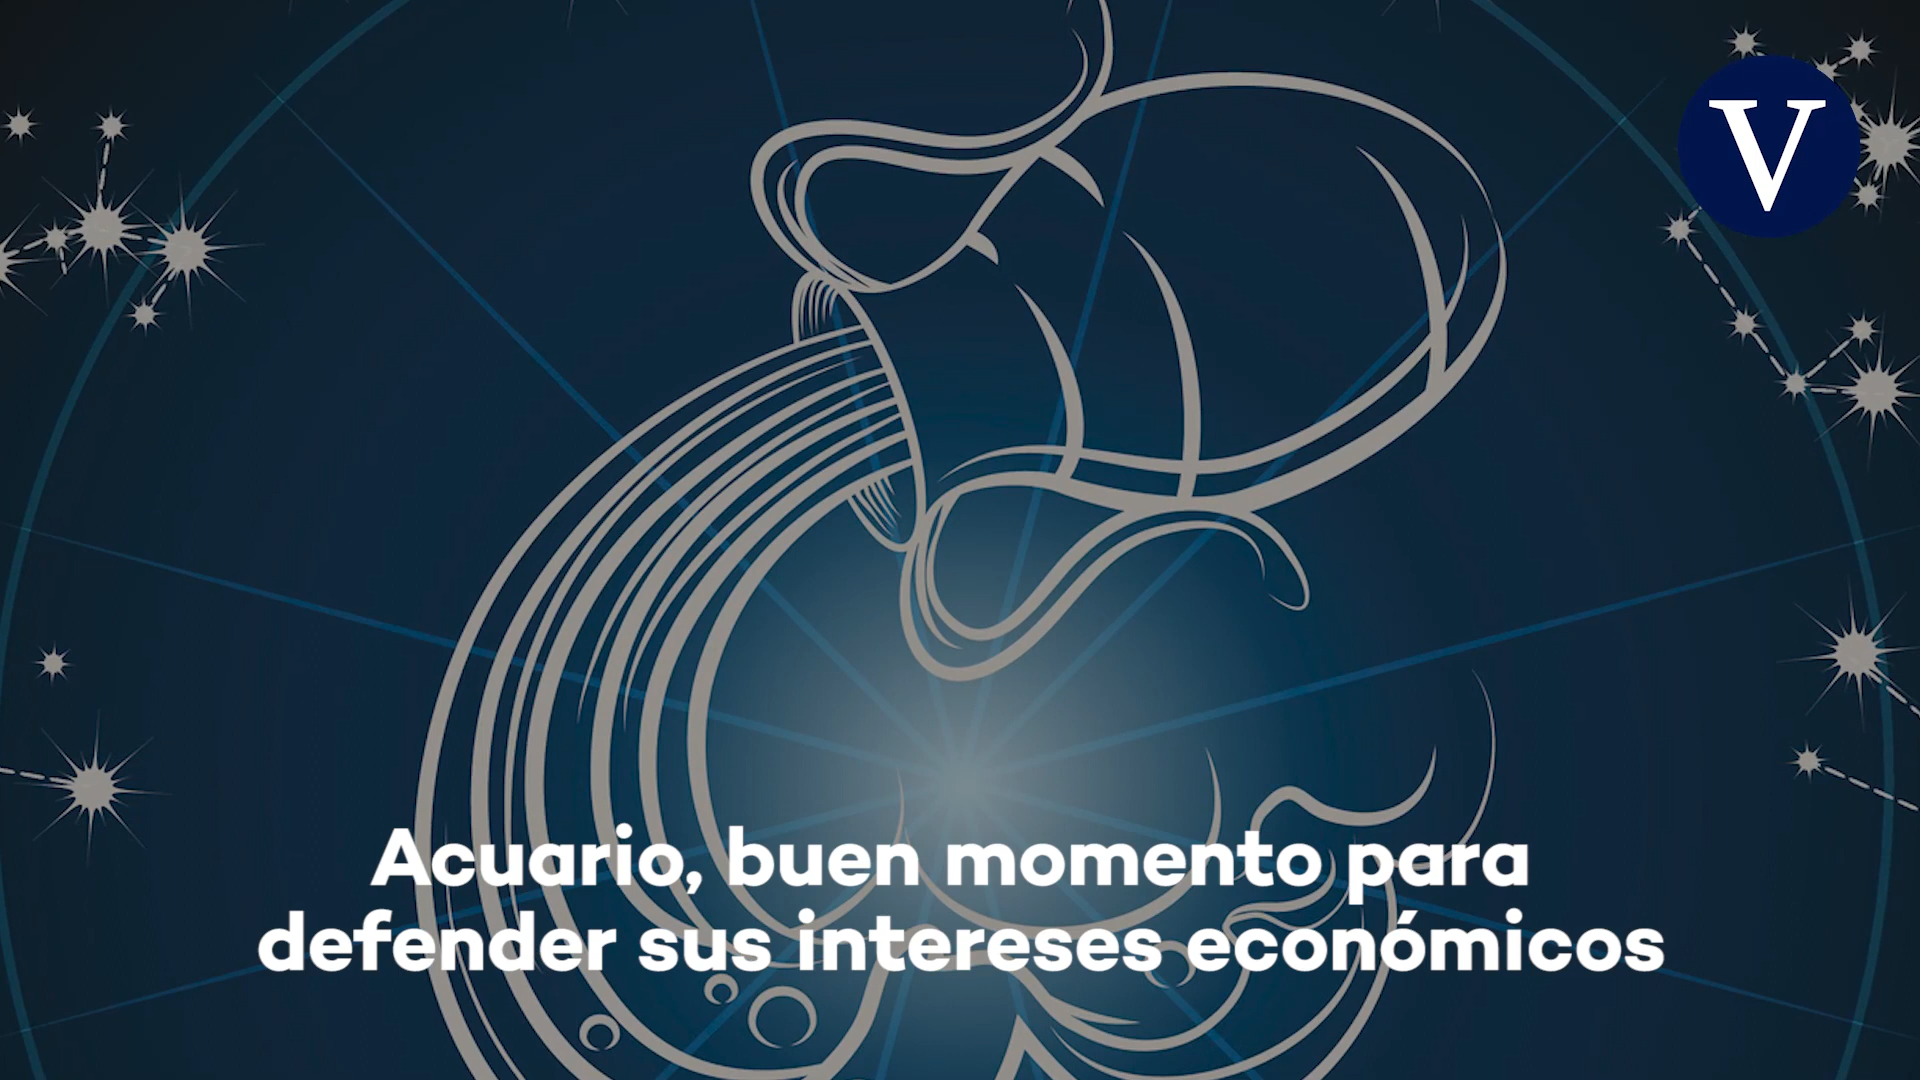 V
Acuario, buen momento para
defender sus intereses económicos